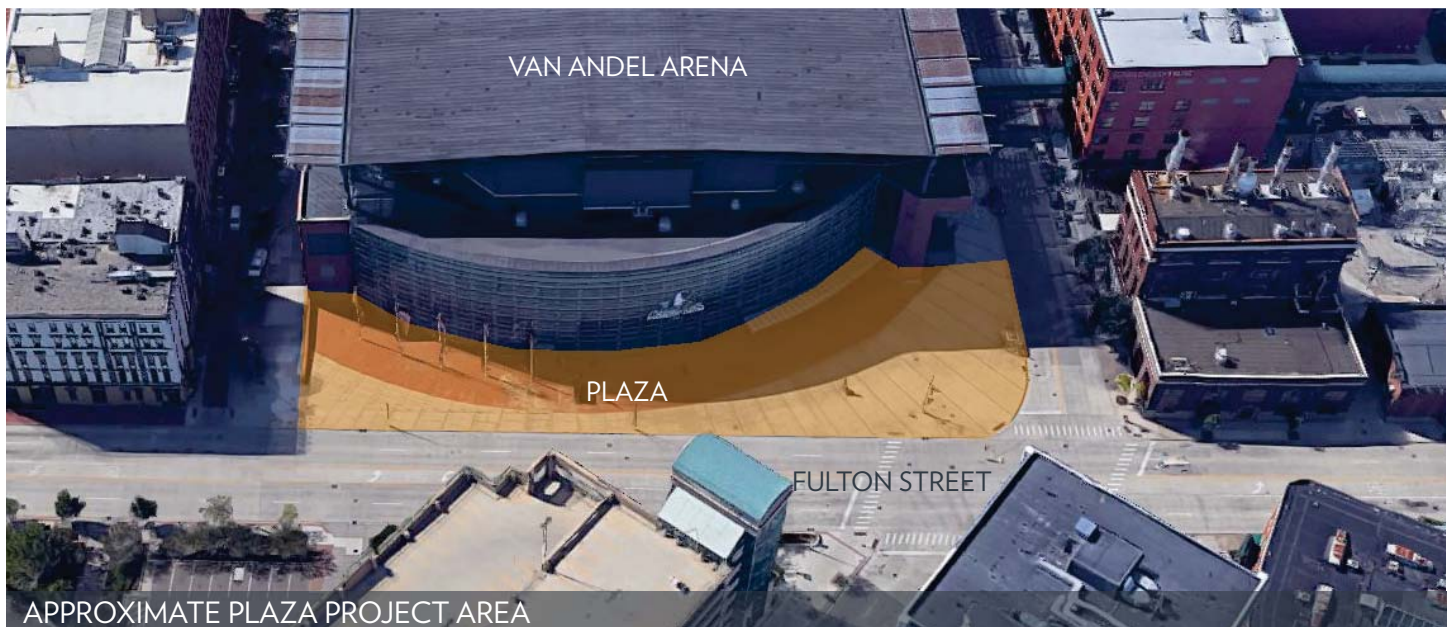 VAN ANDEL ARENA
PLAZA
FULTON STREET
APPROXIMATE PLAZA PROJECT AREA